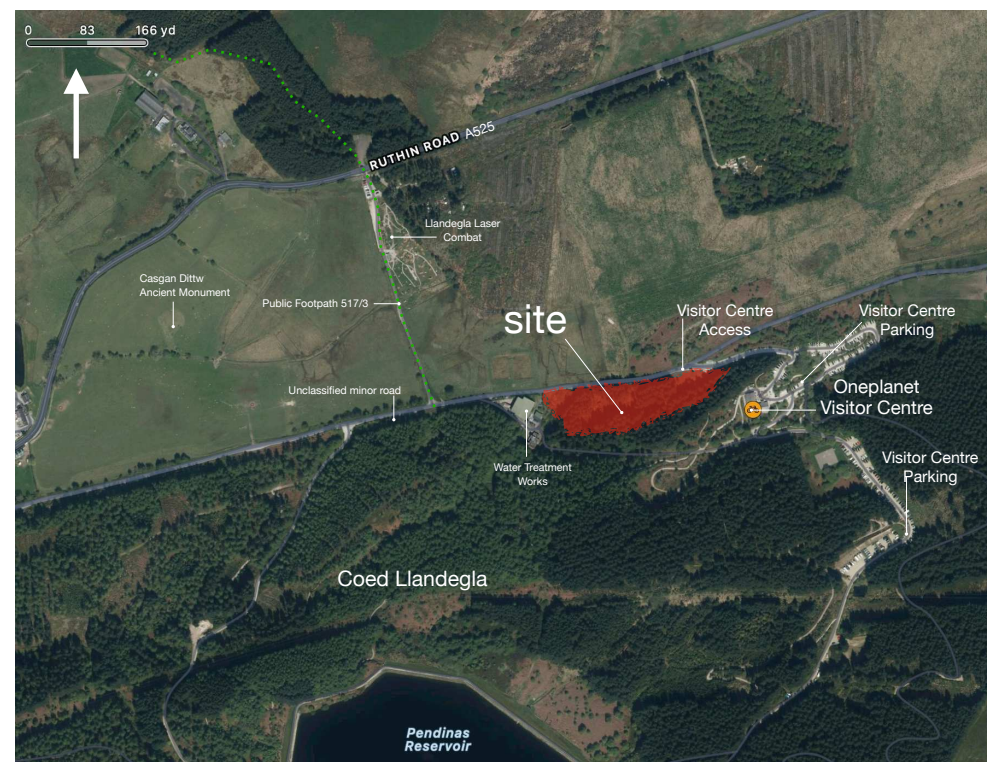 0 83 166 yd
RUTHIN ROAD A525
Llandegla Laser
Combat
Casgan Dittw
Ancient Monument
Public Footpath 517/3
site
Visitor Centre
Access
Visitor Centre
Parking
Unclassified minor road
Oneplanet
Visitor Centre
Water Treatment
Works
Visitor Centre
Parking
Coed Llandegla
Pendinas
Reservoir